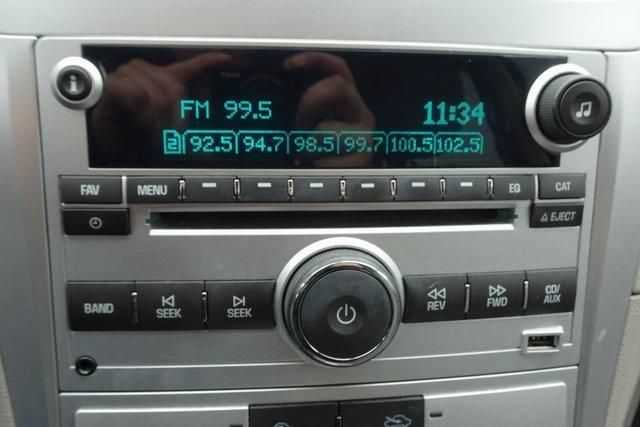 FM 99.5 11:34
2 92.5 94.7 98.5 99.7 100.5 102.5
FAV MENU EQ CAT
EJECT
BAND SEEK SEEK REV FWD CD/AUX